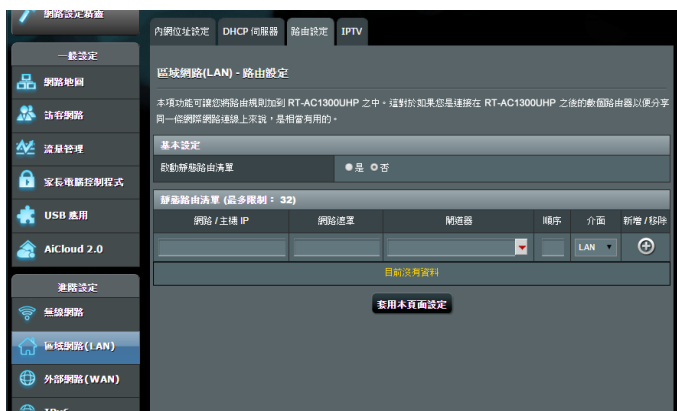 網路設定精靈
一般設定
網路地圖
訪客網路
流量管理
家長電腦控制程式
USB 應用
AiCloud 2.0
進階設定
無線網路
區域網路(LAN)
外部網路(WAN)
IPv6
內網位址設定 DHCP 伺服器 路由設定 IPTV
區域網路(LAN) - 路由設定
本項功能可讓您將路由規則加到 RT-AC1300UHP 之中。這對於如果您是連接在 RT-AC1300UHP 之後的數個路由器以便分享
同一條網際網路連線上來說，是相當有用的。
基本設定
啟動靜態路由清單 是 否
靜態路由清單 (最多限制： 32)
網路 / 主機 IP 網路遮罩 閘道器 順序 介面 新增 / 移除
LAN
目前沒有資料
套用本頁面設定